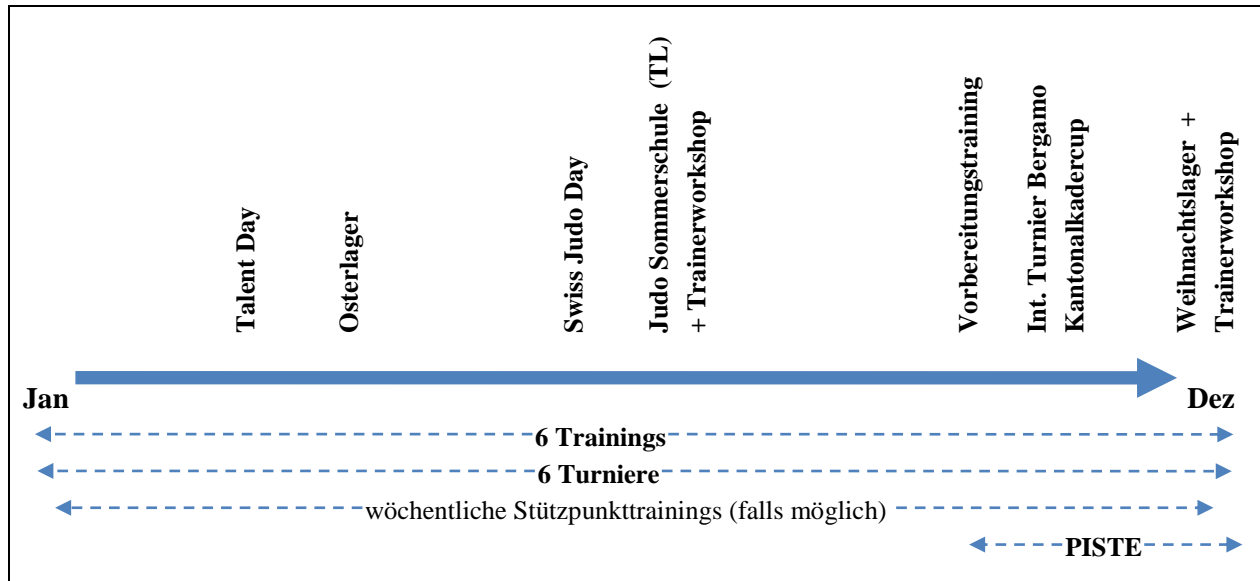 Talent Day
Osterlager
Swiss Judo Day
Judo Sommerschule (TL)
+ Trainerworkshop
Vorbereitungstraining
Int. Turnier Bergamo
Kantonalkadercup
Weihnachtslager +
Trainerworkshop
Jan
Dez
6 Trainings
6 Turniere
wöchentliche Stützpunkttrainings (falls möglich)
PISTE